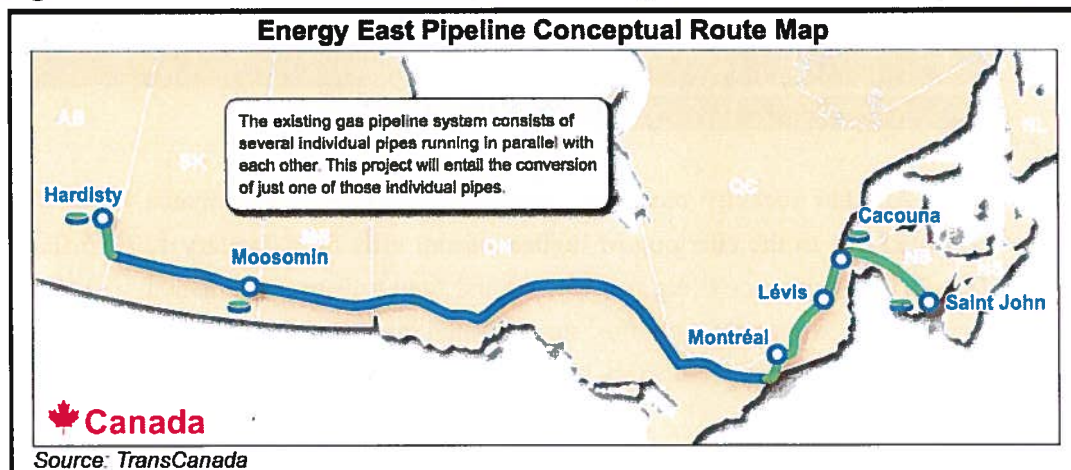 Energy East Pipeline Conceptual Route Map
The existing gas pipeline system consists of
several individual pipes running in parallel with
each other. This project will entail the conversion
of just one of those individual pipes.
AB
SK
QC
NL
Hardisty
Cacouna
MB
ON
NB
NS
Moosomin
Lévis
Saint John
Montréal
Canada
Source: TransCanada